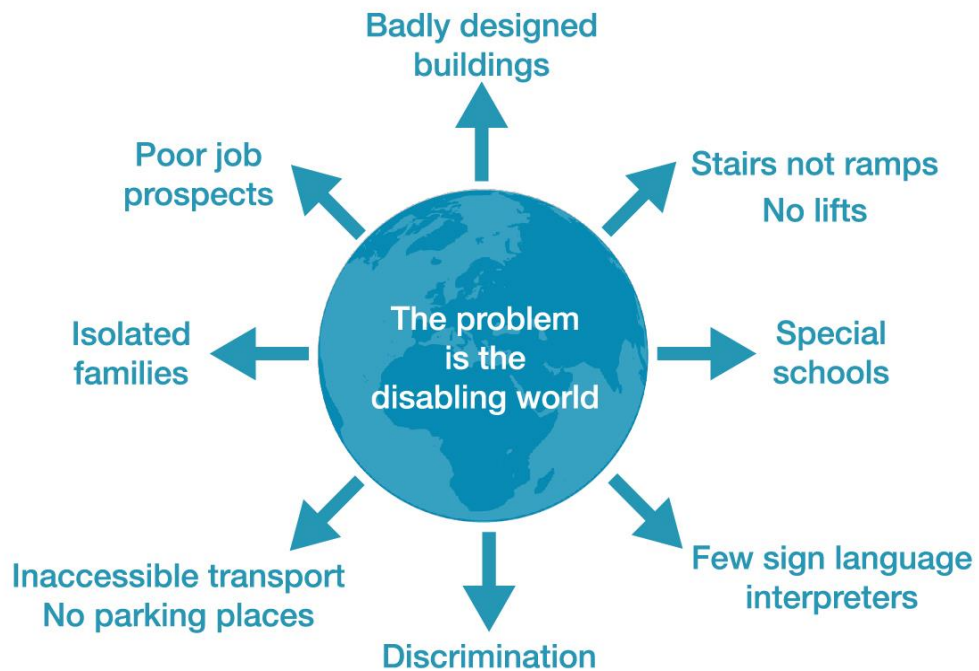 Badly designed
buildings
Poor job
prospects
Stairs not ramps
No lifts
Isolated
families
The problem
is the
disabling world
Special
schools
Inaccessible transport
No parking places
Few sign language
interpreters
Discrimination